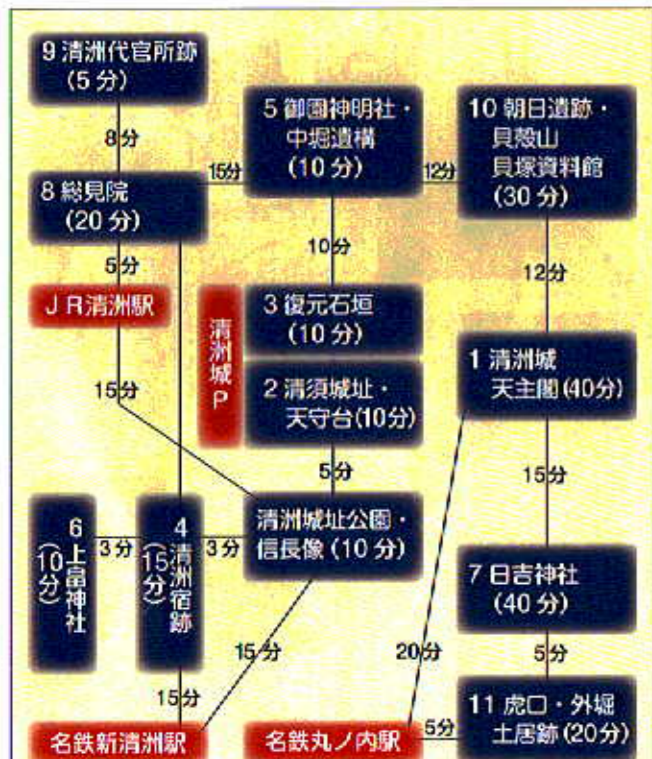 9 清洲代官所跡
(5分)
8分
8 総見院
(20分)
5分
JR清洲駅
15分
15分
5 御園神明社・
中堀遺構
(10分)
12分
10 朝日遺跡・
貝殻山
貝塚資料館
(30分)
10分
12分
清洲城P
3 復元石垣
(10分)
2 清須城址・
天守台(10分)
1 清洲城
天主閣(40分)
5分
15分
6 上畠神社
(10分)
3分
4 清洲宿跡
(15分)
3分
清洲城址公園・
信長像(10分)
7 日吉神社
(40分)
15分
15分
20分
5分
名鉄新清洲駅
名鉄丸ノ内駅
5分
11 虎口・外堀
土居跡(20分)